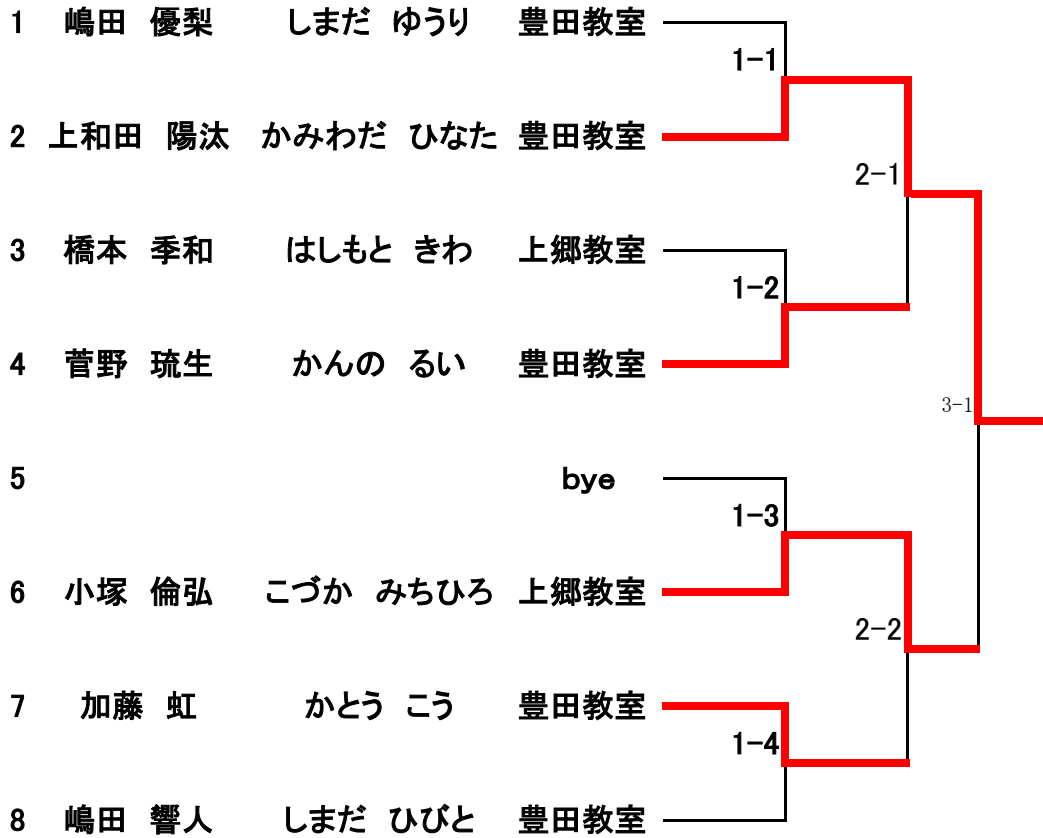 1 嶋田 優梨 しまだ ゆうり 豊田教室
1-1
2 上和田 陽汰 かみわだ ひなた 豊田教室
2-1
3 橋本 季和 はしもと きわ 上郷教室
1-2
4 菅野 琉生 かんの るい 豊田教室
3-1
5 bye
1-3
6 小塚 倫弘 こづか みちひろ 上郷教室
2-2
7 加藤 虹 かとう こう 豊田教室
1-4
8 嶋田 響人 しまだ ひびと 豊田教室